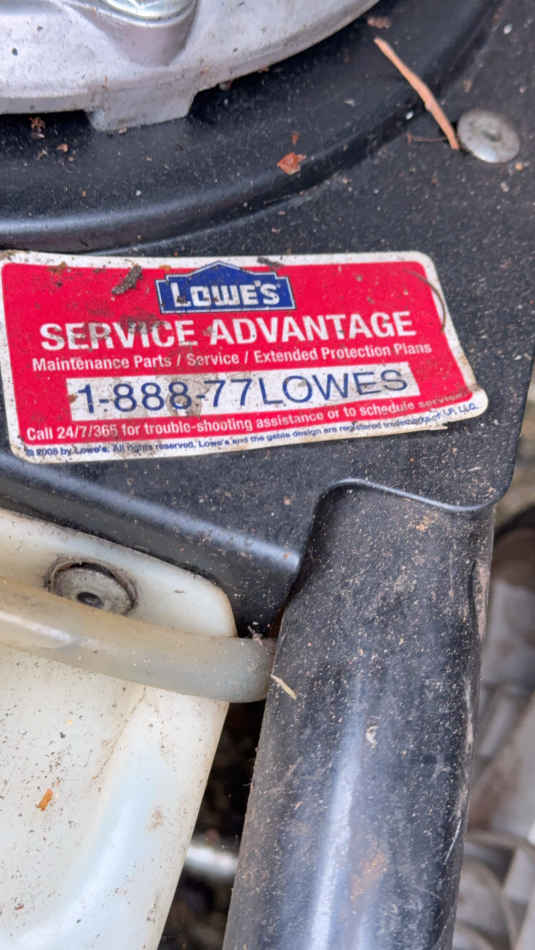 LOWE'S
SERVICE ADVANTAGE
Maintenance Parts / Service / Extended Protection Plans
1-888-77LOWES
Call 24/7/365 for trouble-shooting assistance or to schedule service
© 2008 by Lowe's. All rights reserved. Lowe's and the gable design are registered trademarks of LF, LLC.